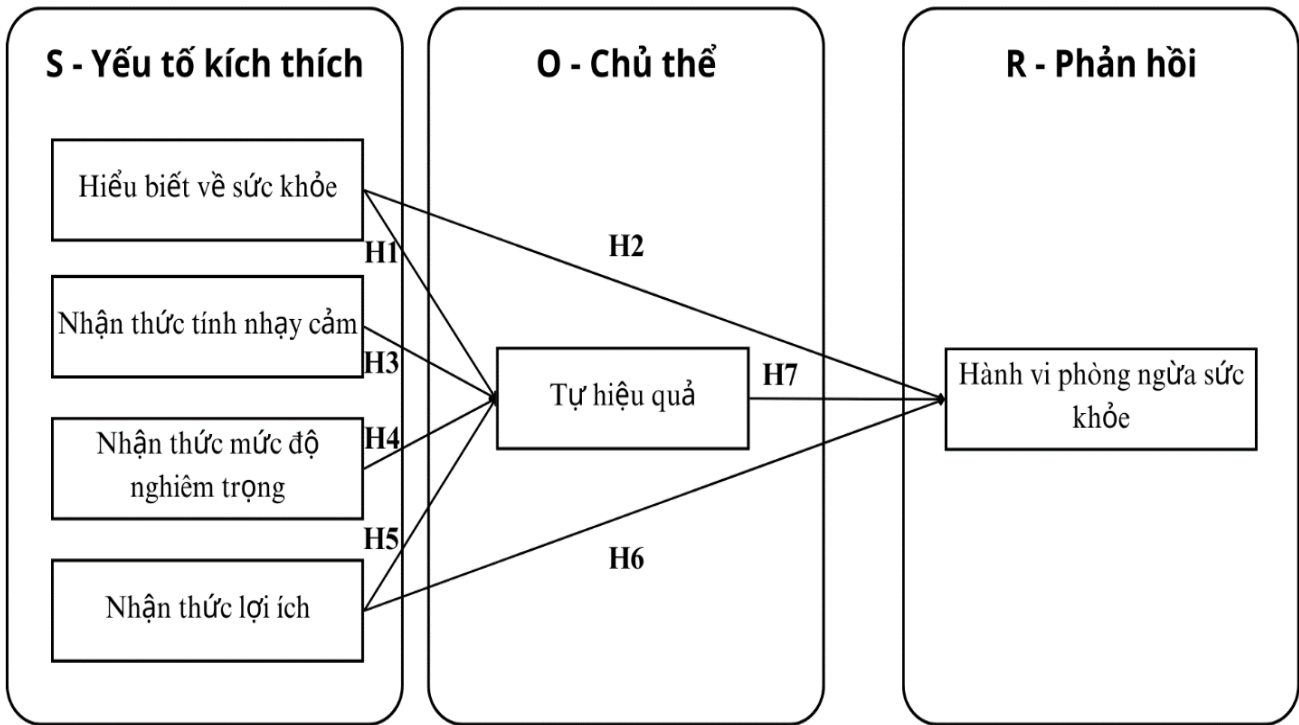 S - Yếu tố kích thích
O - Chủ thể
R - Phản hồi
Hiểu biết về sức khỏe
Nhận thức tính nhạy cảm
Nhận thức mức độ
nghiêm trọng
Nhận thức lợi ích
H1
H3
H4
H5
H2
H7
H6
Tự hiệu quả
Hành vi phòng ngừa sức
khỏe